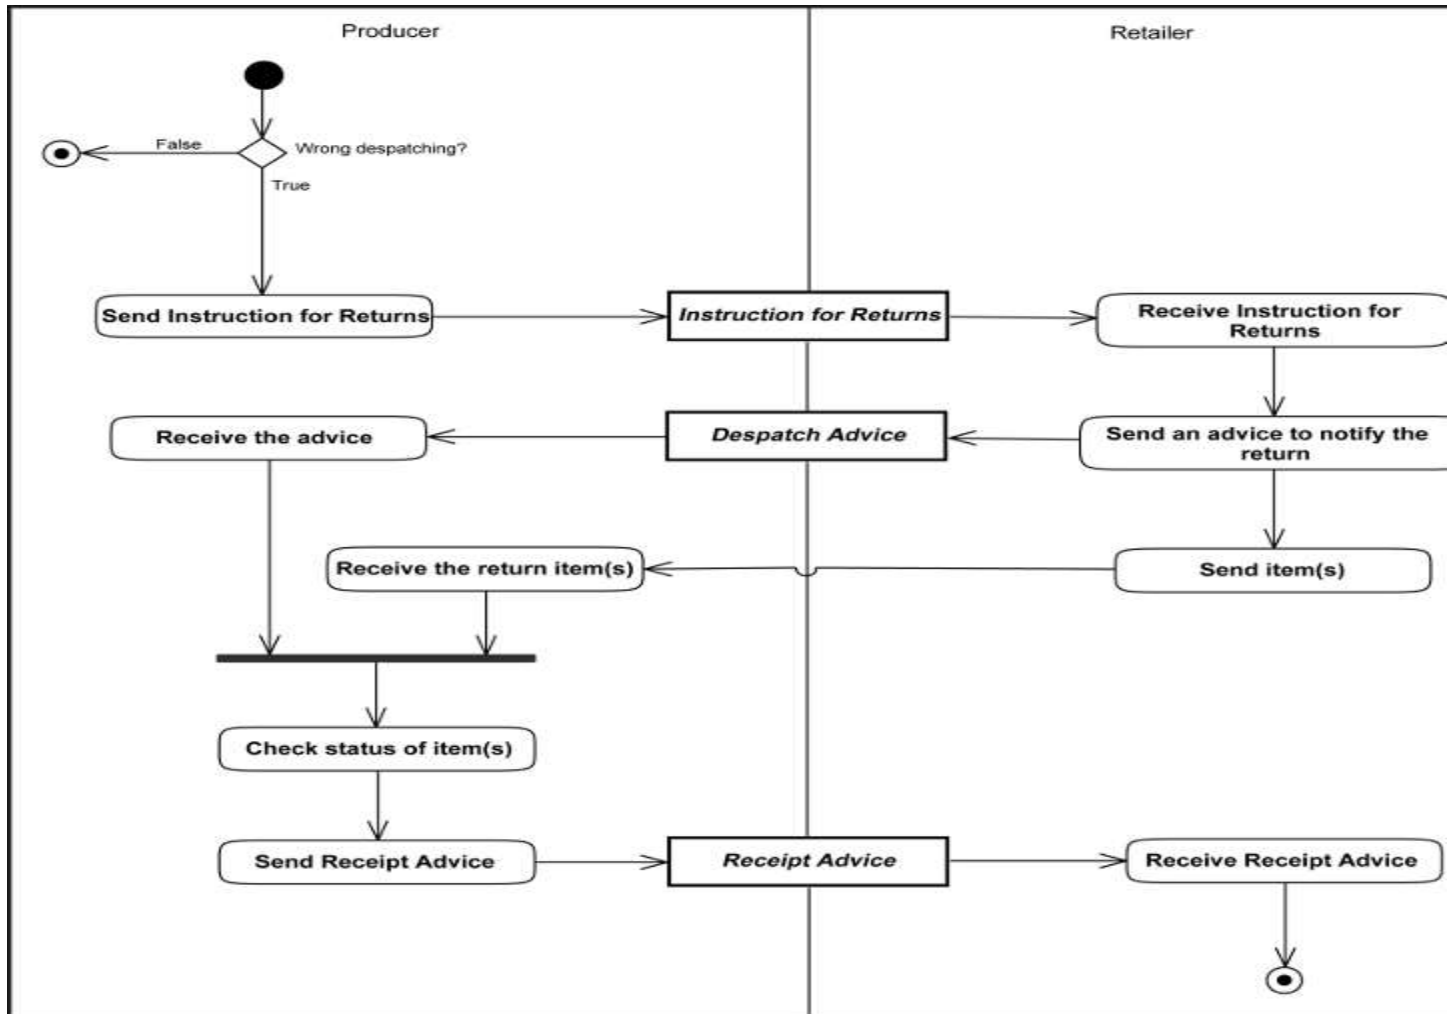 Producer
Retailer
False
Wrong despatching?
True
Send Instruction for Returns
Instruction for Returns
Receive Instruction for
Returns
Receive the advice
Despatch Advice
Send an advice to notify the
return
Receive the return item(s)
Send item(s)
Check status of item(s)
Send Receipt Advice
Receipt Advice
Receive Receipt Advice